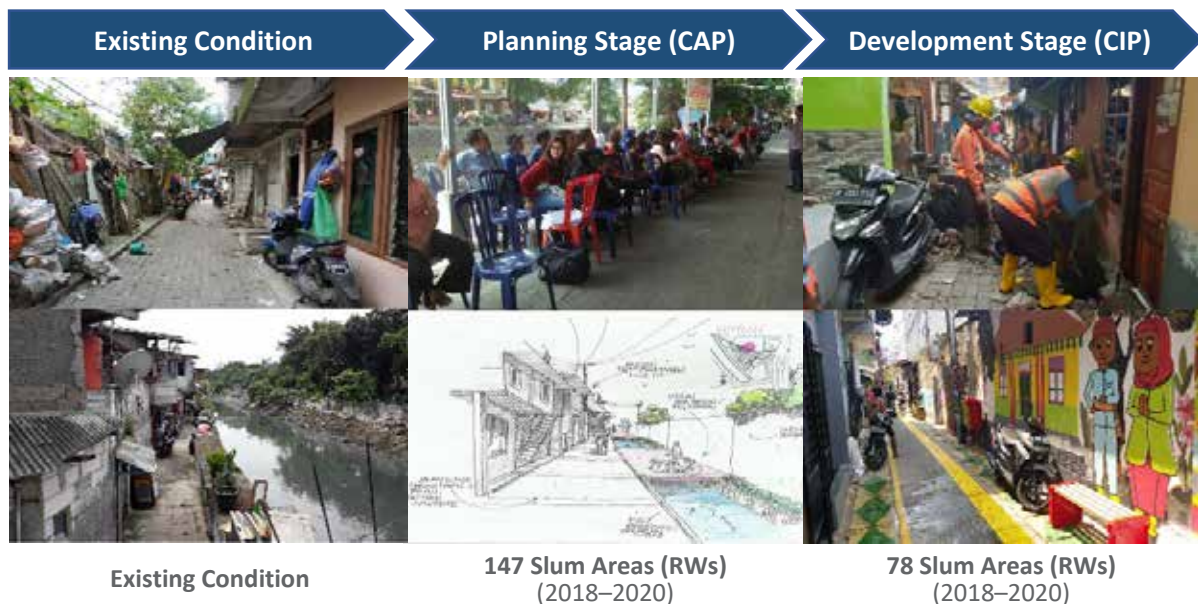 Existing Condition
Planning Stage (CAP)
Development Stage (CIP)
Existing Condition
147 Slum Areas (RWs)
(2018–2020)
78 Slum Areas (RWs)
(2018–2020)